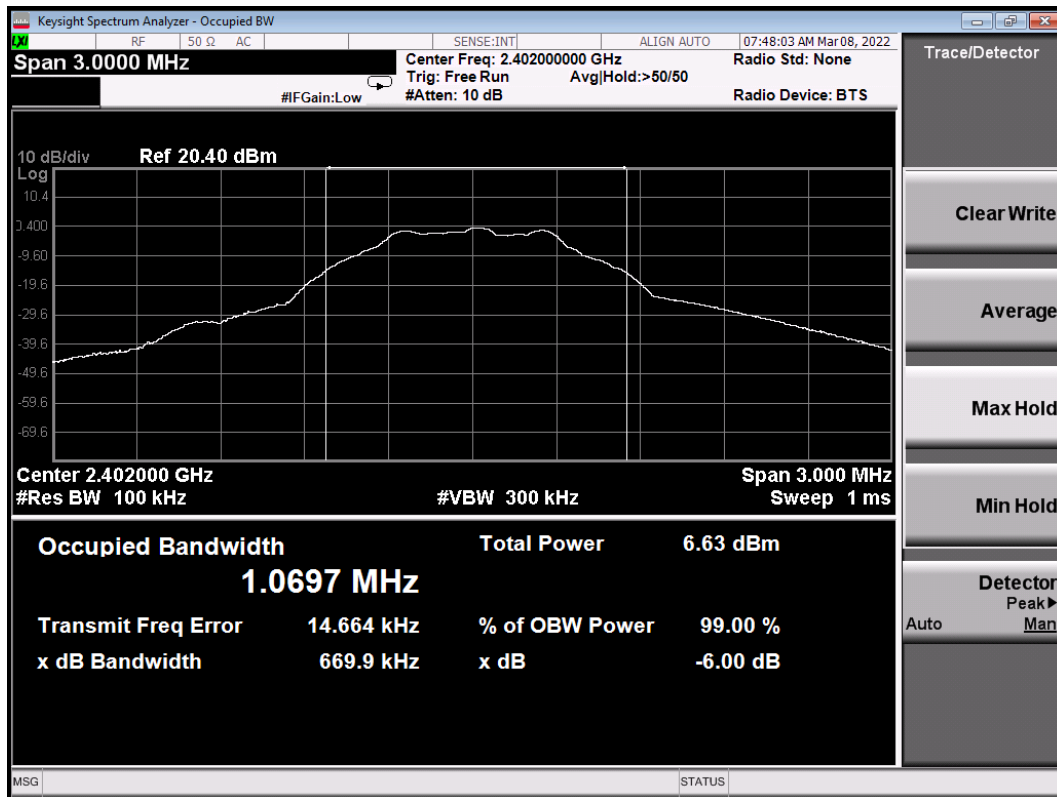 Keysight Spectrum Analyzer - Occupied BW
LXI RF 50 Ω AC SENSE:INT ALIGN AUTO 07:48:03 AM Mar 08, 2022
Span 3.0000 MHz
Center Freq: 2.402000000 GHz Radio Std: None
Trig: Free Run Avg|Hold:>50/50
#IFGain:Low #Atten: 10 dB Radio Device: BTS
10 dB/div Ref 20.40 dBm
Log
10.4
0.400
-9.60
-19.6
-29.6
-39.6
-49.6
-59.6
-69.6
Center 2.402000 GHz Span 3.000 MHz
#Res BW 100 kHz #VBW 300 kHz Sweep 1 ms
Occupied Bandwidth Total Power 6.63 dBm
1.0697 MHz
Transmit Freq Error 14.664 kHz % of OBW Power 99.00 %
x dB Bandwidth 669.9 kHz x dB -6.00 dB
MSG STATUS
Trace/Detector
Clear Write
Average
Max Hold
Min Hold
Detector
Peak▶
Auto Man